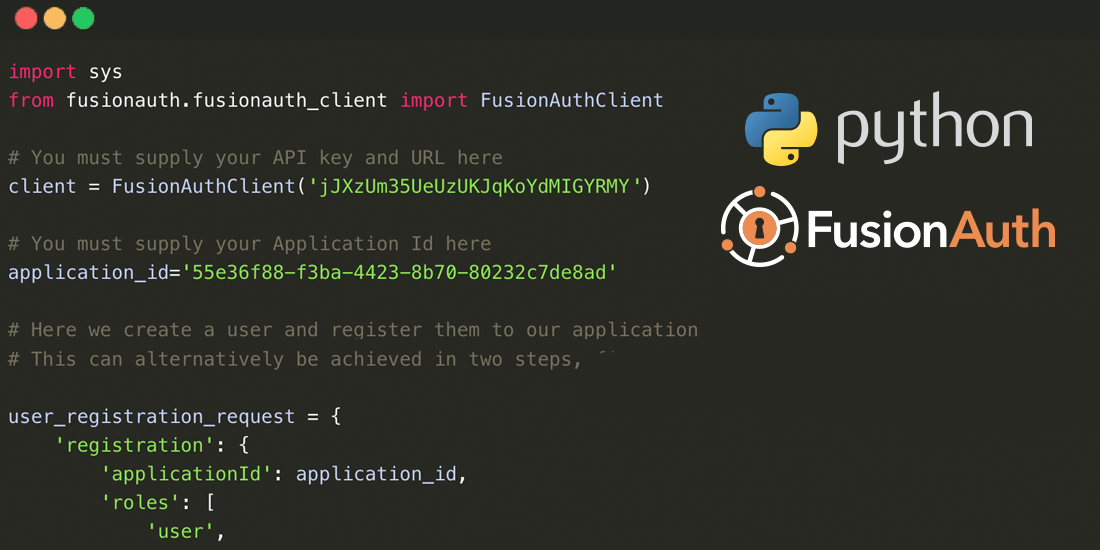 import sys
from fusionauth.fusionauth_client import FusionAuthClient
# You must supply your API key and URL here
client = FusionAuthClient('jJXzUm35UeUzUKJqKoYdMIGYRMY')
# You must supply your Application Id here
application_id='55e36f88-f3ba-4423-8b70-80232c7de8ad'
# Here we create a user and register them to our application
# This can alternatively be achieved in two steps,
user_registration_request = {
    'registration': {
        'applicationId': application_id,
        'roles': [
            'user',
python
FusionAuth